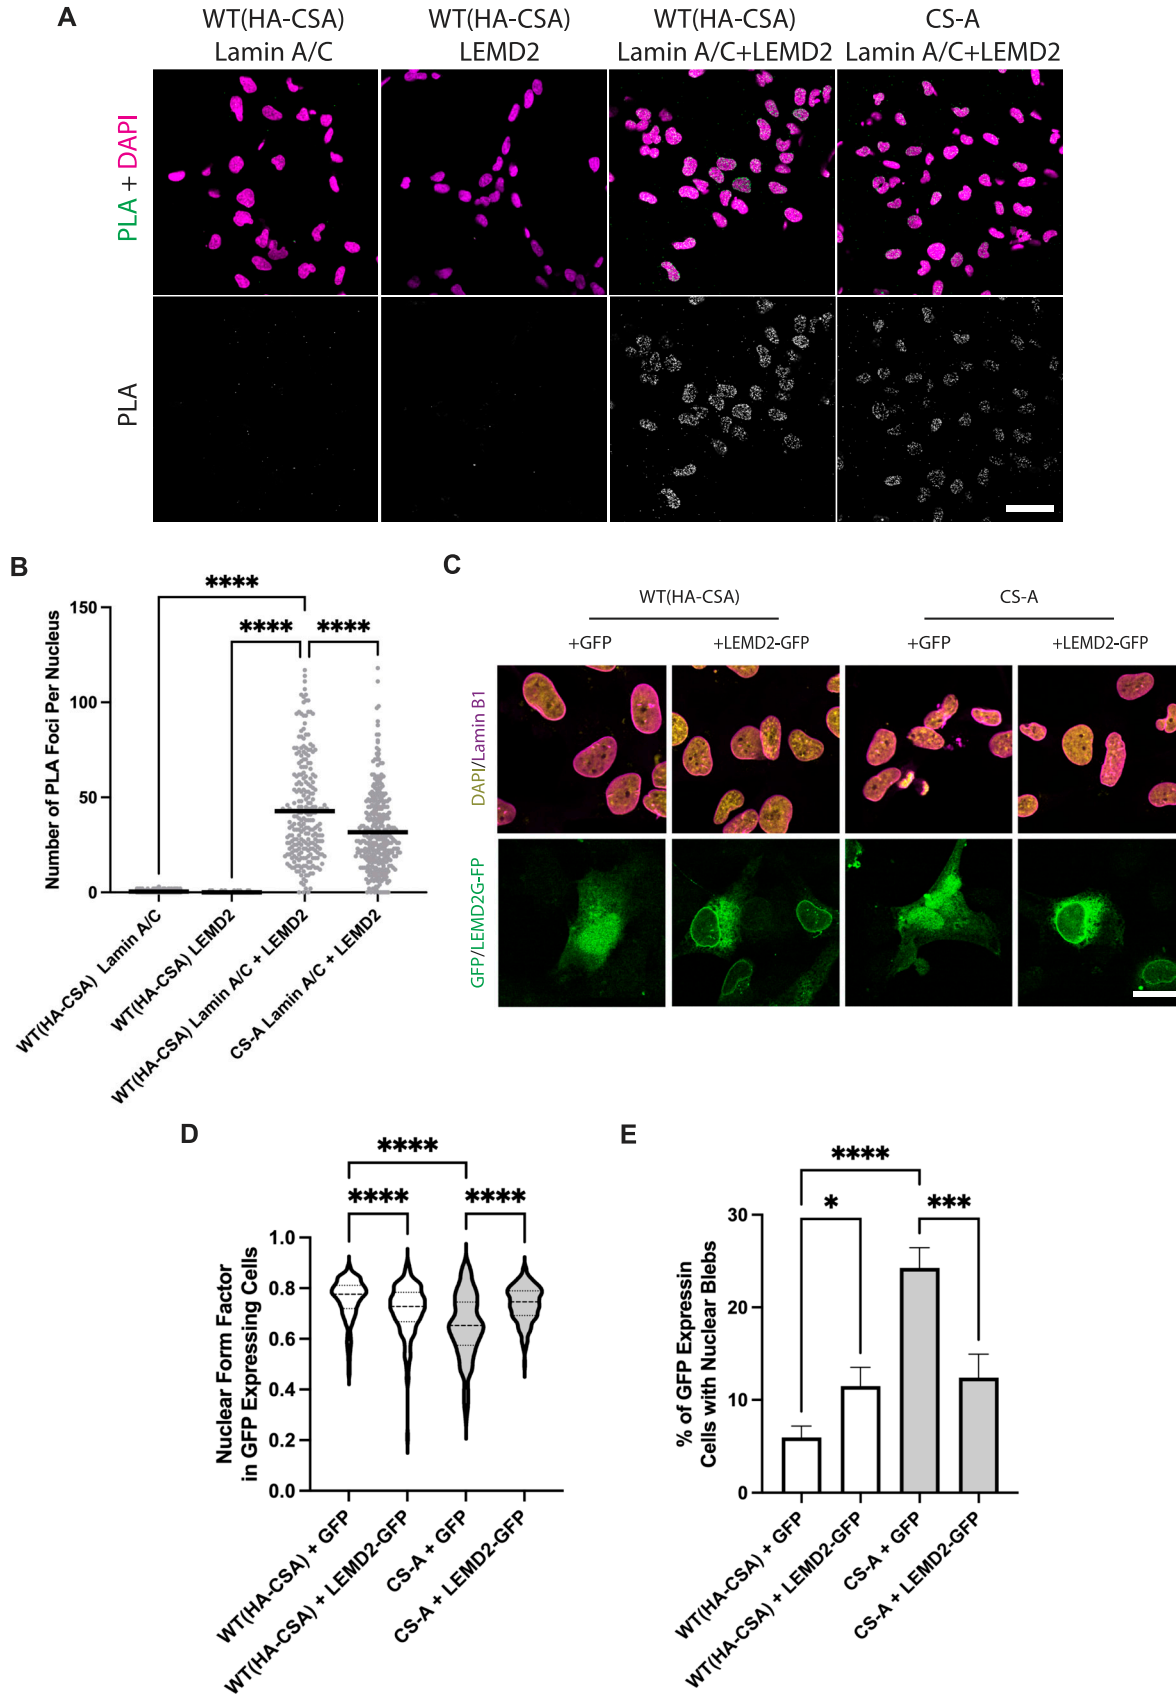 A
WT(HA-CSA)
Lamin A/C
WT(HA-CSA)
LEMD2
WT(HA-CSA)
Lamin A/C+LEMD2
CS-A
Lamin A/C+LEMD2
PLA + DAPI
PLA
B
Number of PLA Foci Per Nucleus
150
100
50
0
****
****
****
WT(HA-CSA) Lamin A/C
WT(HA-CSA) LEMD2
WT(HA-CSA) Lamin A/C + LEMD2
CS-A Lamin A/C + LEMD2
C
WT(HA-CSA)
CS-A
+GFP
+LEMD2-GFP
+GFP
+LEMD2-GFP
DAPI/Lamin B1
GFP/LEMD2G-FP
D
Nuclear Form Factor
in GFP Expressing Cells
1.0
0.8
0.6
0.4
0.2
0.0
****
****
****
WT(HA-CSA) + GFP
WT(HA-CSA) + LEMD2-GFP
CS-A + GFP
CS-A + LEMD2-GFP
E
% of GFP Expressin
Cells with Nuclear Blebs
30
20
10
0
****
*
***
WT(HA-CSA) + GFP
WT(HA-CSA) + LEMD2-GFP
CS-A + GFP
CS-A + LEMD2-GFP